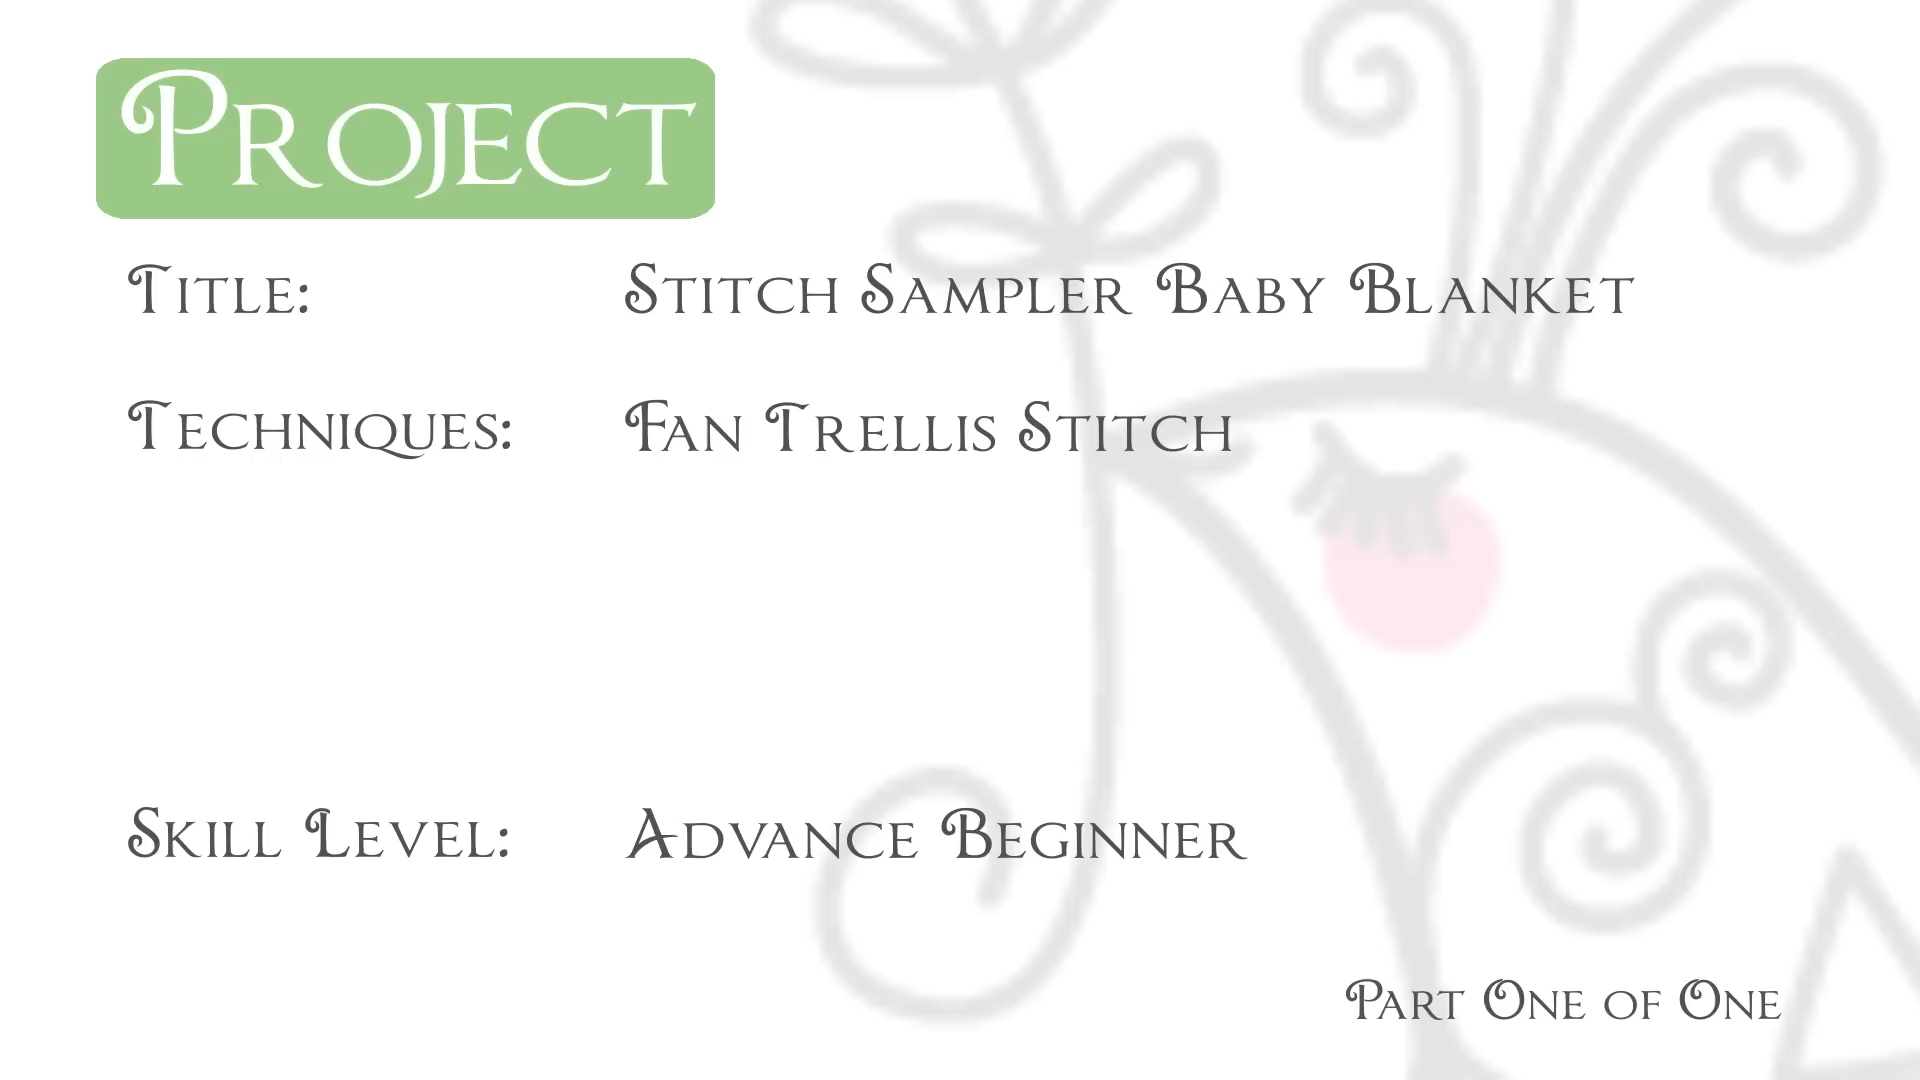 Project
Title: Stitch Sampler Baby Blanket
Techniques: Fan Trellis Stitch
Skill Level: Advance Beginner
Part One of One